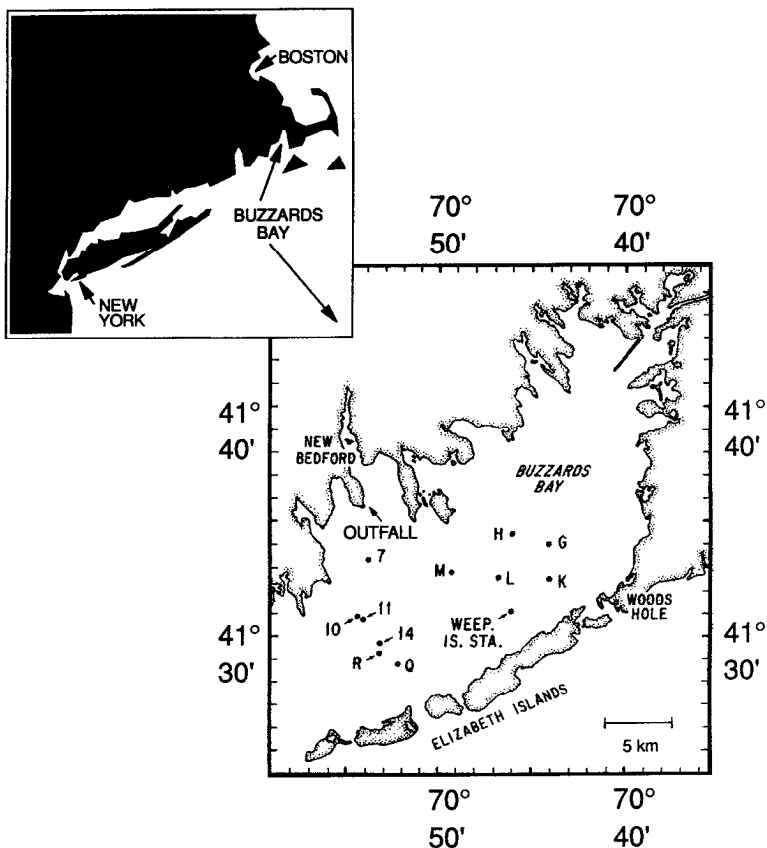 BOSTON
BUZZARDS
BAY
NEW
YORK
70°
50'
70°
40'
41°
40'
41°
40'
NEW
BEDFORD
BUZZARDS
BAY
OUTFALL
H
G
7
M
L
K
WOODS
HOLE
WEEP.
IS. STA.
11
10
14
R
Q
41°
30'
41°
30'
ELIZABETH ISLANDS
5 km
70°
50'
70°
40'